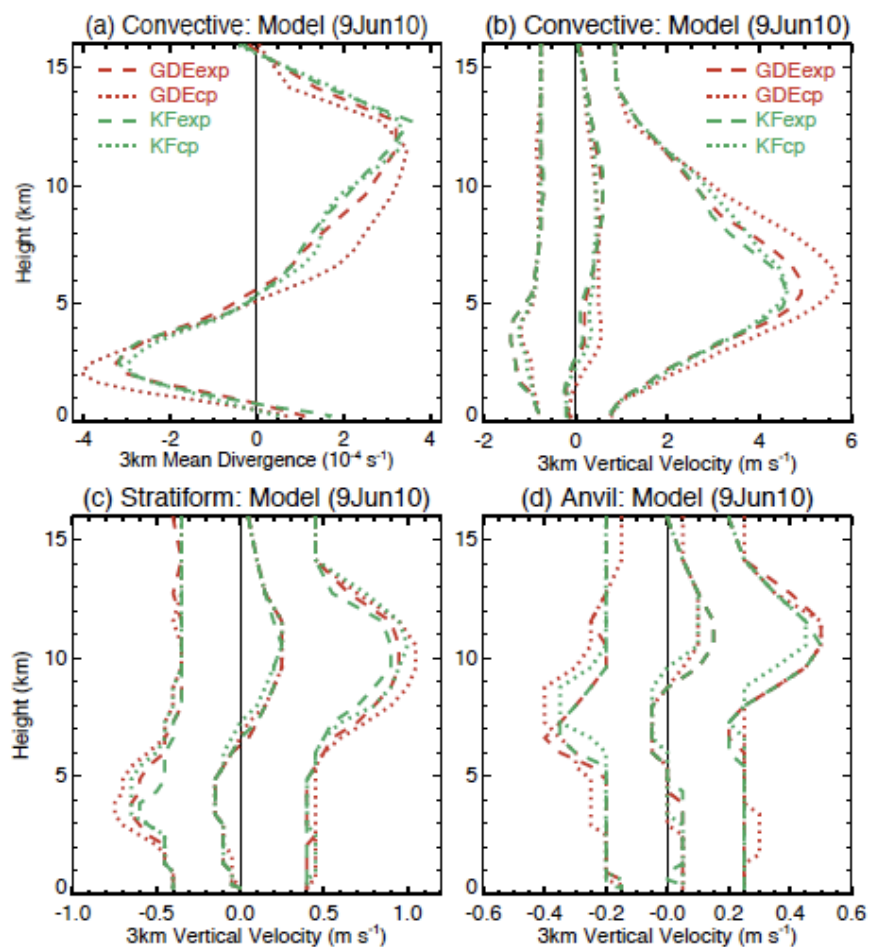 (a) Convective: Model (9Jun10)
(b) Convective: Model (9Jun10)
15
10
5
0
Height (km)
GDEexp
GDEcp
KFexp
KFcp
-4 -2 0 2 4
3km Mean Divergence (10⁻⁴ s⁻¹)
15
10
5
0
GDEexp
GDEcp
KFexp
KFcp
-2 0 2 4 6
3km Vertical Velocity (m s⁻¹)
(c) Stratiform: Model (9Jun10)
(d) Anvil: Model (9Jun10)
15
10
5
0
Height (km)
-1.0 -0.5 0.0 0.5 1.0
3km Vertical Velocity (m s⁻¹)
15
10
5
0
-0.6 -0.4 -0.2 -0.0 0.2 0.4 0.6
3km Vertical Velocity (m s⁻¹)